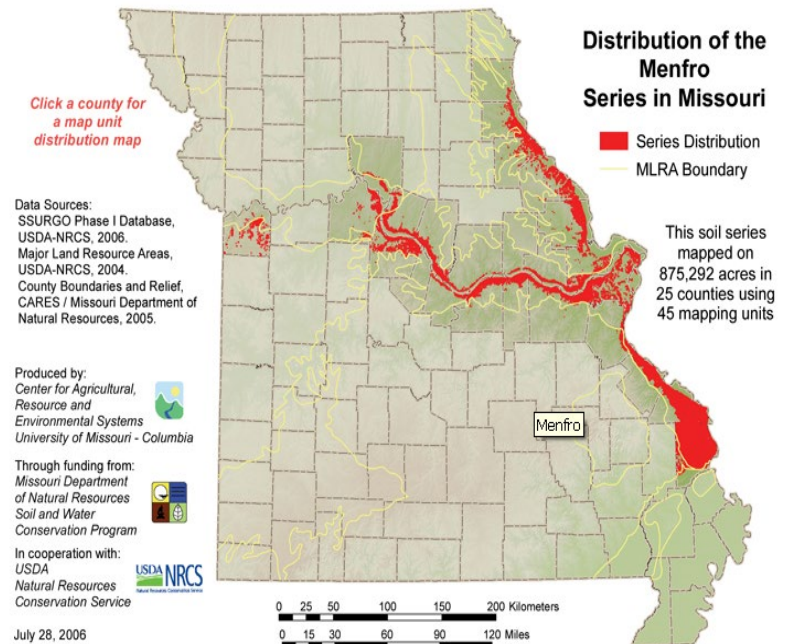 Distribution of the
Menfro
Series in Missouri
Series Distribution
MLRA Boundary
This soil series
mapped on
875,292 acres in
25 counties using
45 mapping units
Click a county for
a map unit
distribution map
Data Sources:
SSURGO Phase I Database,
USDA-NRCS, 2006.
Major Land Resource Areas,
USDA-NRCS, 2004.
County Boundaries and Relief,
CARES / Missouri Department of
Natural Resources, 2005.
Produced by:
Center for Agricultural,
Resource and
Environmental Systems
University of Missouri - Columbia
Through funding from:
Missouri Department
of Natural Resources
Soil and Water
Conservation Program
In cooperation with:
USDA
Natural Resources
Conservation Service
USDA NRCS
Natural Resources Conservation Service
July 28, 2006
Menfro
0 25 50 100 150 200 Kilometers
0 15 30 60 90 120 Miles